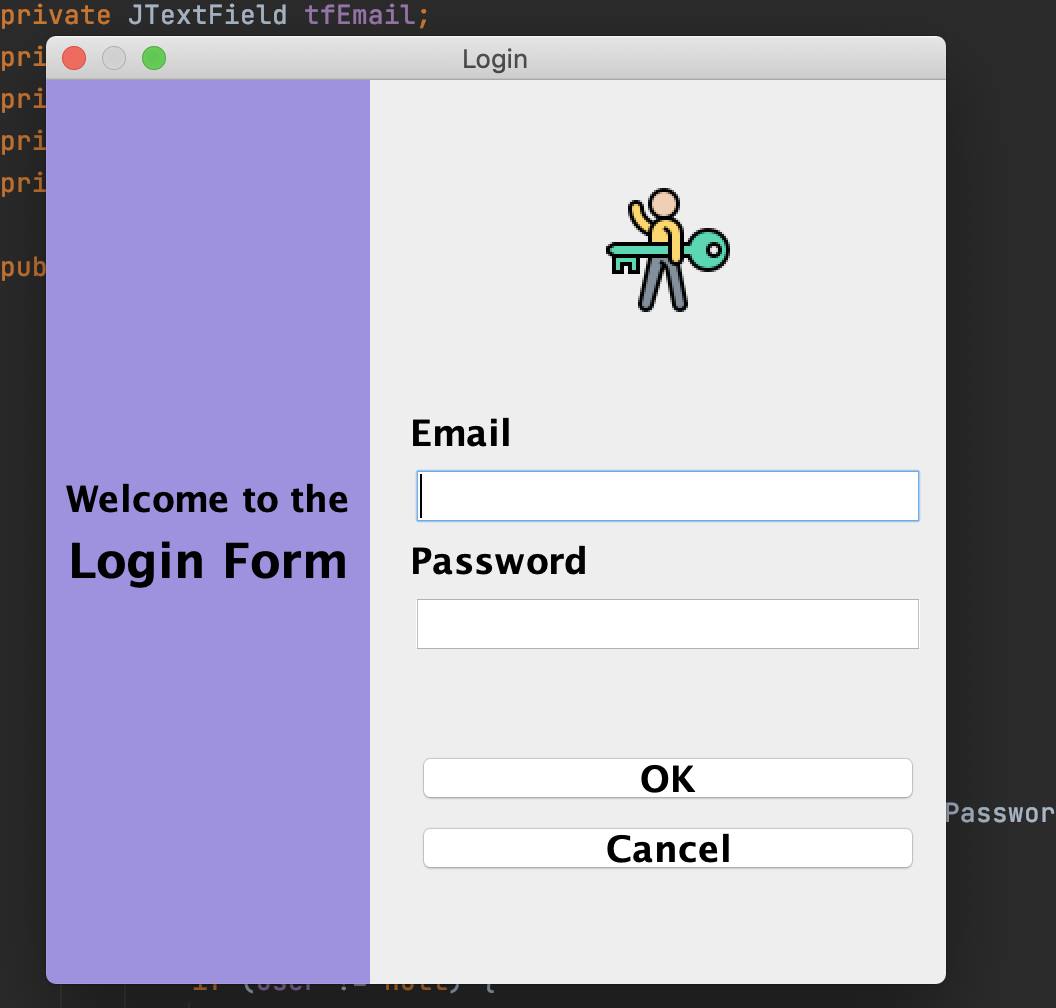 private JTextField tfEmail;
Login
pri
pri
pri
pri
pub
Email
Welcome to the
Login Form
Password
OK
Passwor
Cancel
if (user != null) {